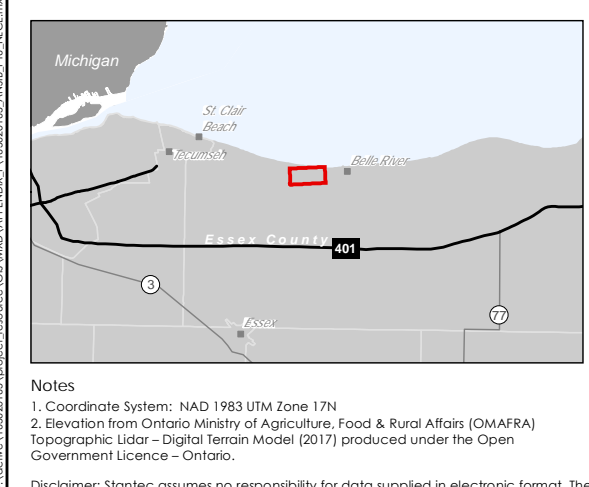 Michigan
St. Clair
Beach
Tecumseh
Belle River
Essex County
401
3
77
Essex
Notes
1. Coordinate System: NAD 1983 UTM Zone 17N
2. Elevation from Ontario Ministry of Agriculture, Food & Rural Affairs (OMAFRA)
Topographic Lidar – Digital Terrain Model (2017) produced under the Open
Government Licence – Ontario.
Disclaimer: Stantec assumes no responsibility for data supplied in electronic format. The